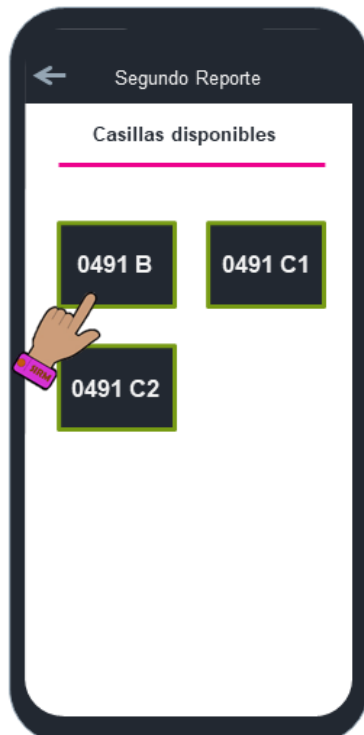 Segundo Reporte
Casillas disponibles
0491 B
0491 C1
0491 C2